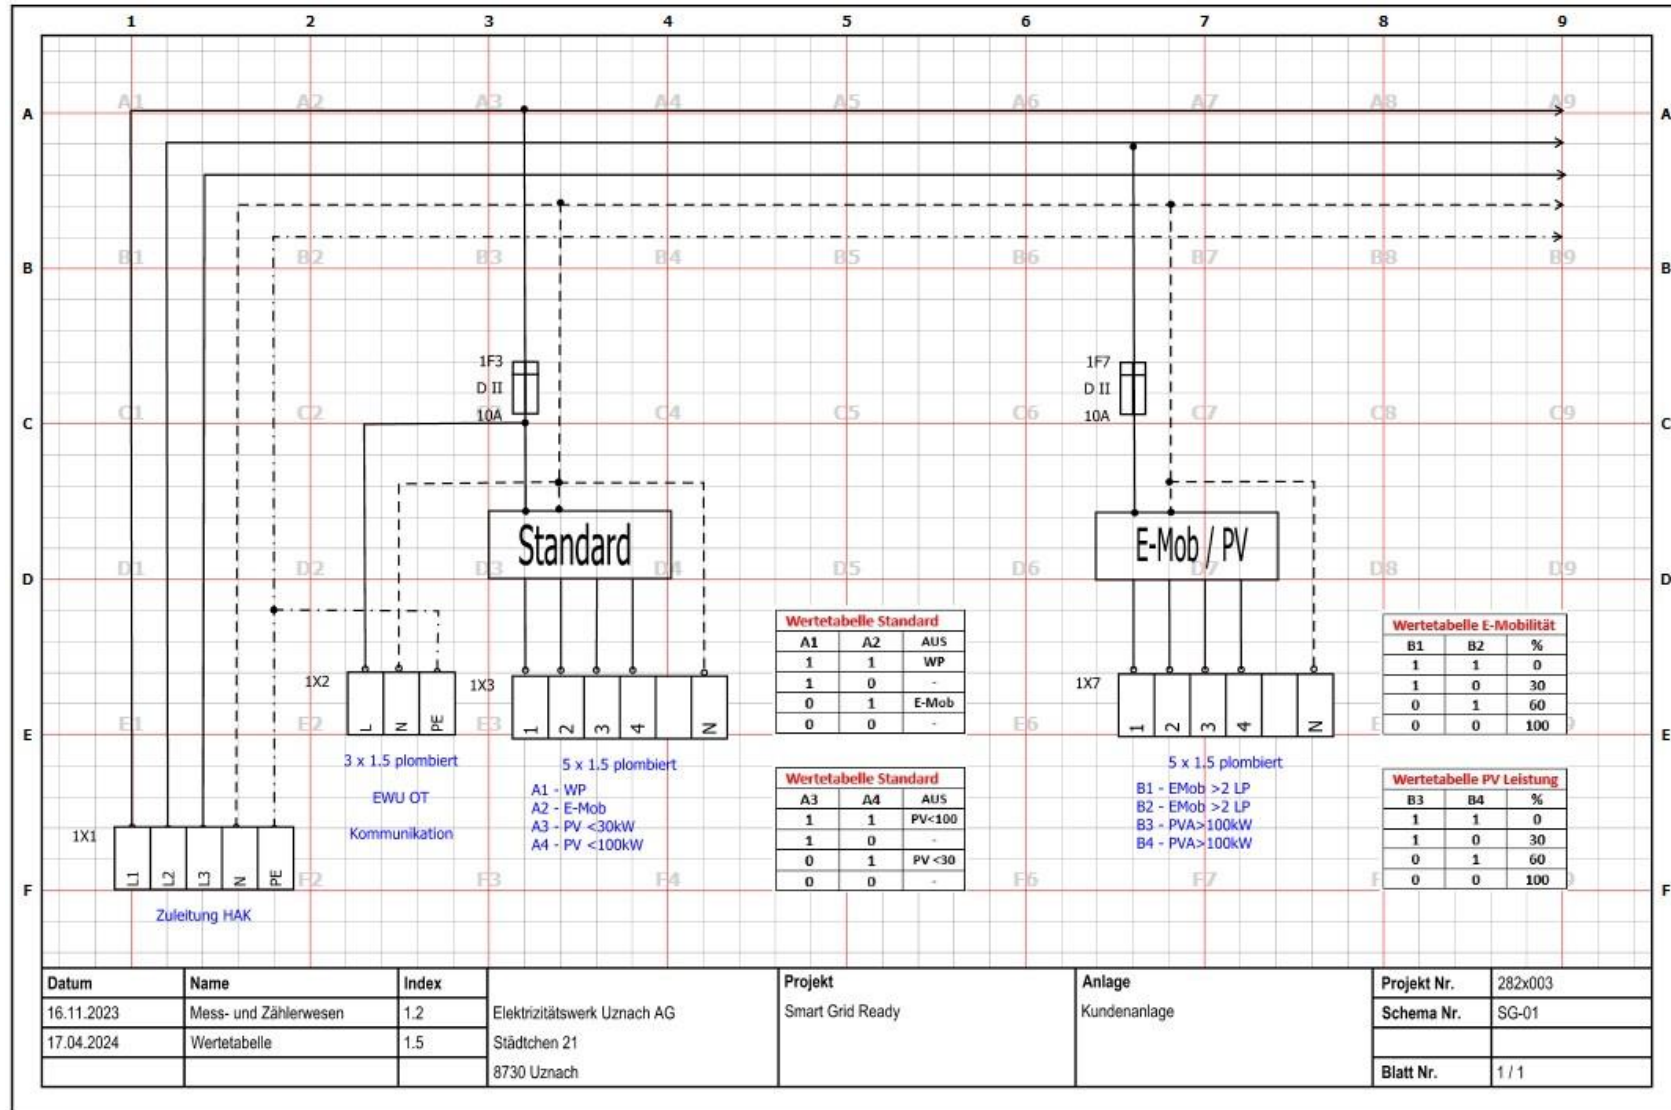 1 2 3 4 5 6 7 8 9
A A1 A2 A3 A4 A5 A6 A7 A8 A9 A
B B1 B2 B3 B4 B5 B6 B7 B8 B9 B
1F3
D II
10A
1F7
D II
10A
C C1 C2 C4 C5 C6 C7 C8 C9 C
Standard
E-Mob / PV
D D1 D2 D3 D4 D5 D6 D7 D8 D9 D
Wertetabelle Standard
A1 A2 AUS
1 1 WP
1 0 -
0 1 E-Mob
0 0 -
Wertetabelle E-Mobilität
B1 B2 %
1 1 0
1 0 30
0 1 60
0 0 100
1X2
L N PE
1X3
1 2 3 4 N
1X7
1 2 3 4 N
E E1 E2 E3 E6 E
3 x 1.5 plombiert
EWU OT
Kommunikation
5 x 1.5 plombiert
A1 - WP
A2 - E-Mob
A3 - PV <30kW
A4 - PV <100kW
Wertetabelle Standard
A3 A4 AUS
1 1 PV<100
1 0 -
0 1 PV <30
0 0 -
5 x 1.5 plombiert
B1 - EMob >2 LP
B2 - EMob >2 LP
B3 - PVA>100kW
B4 - PVA>100kW
Wertetabelle PV Leistung
B3 B4 %
1 1 0
1 0 30
0 1 60
0 0 100
1X1
L1 L2 L3 N PE
F F2 F3 F4 F6 F7 F
Zuleitung HAK
Datum Name Index
16.11.2023 Mess- und Zählerwesen 1.2
17.04.2024 Wertetabelle 1.5
Elektrizitätswerk Uznach AG
Städtchen 21
8730 Uznach
Projekt
Smart Grid Ready
Anlage
Kundenanlage
Projekt Nr. 282x003
Schema Nr. SG-01
Blatt Nr. 1 / 1